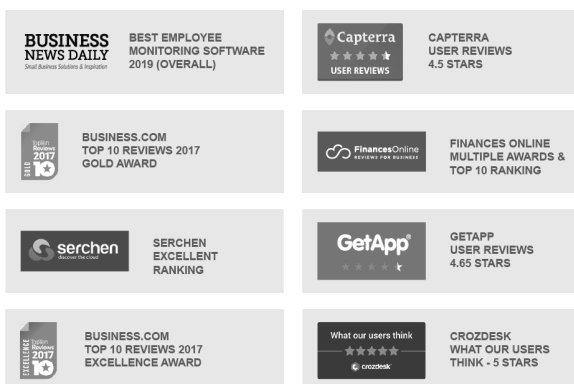 BUSINESS
NEWS DAILY
Small Business Solutions & Inspiration
BEST EMPLOYEE
MONITORING SOFTWARE
2019 (OVERALL)
Capterra
USER REVIEWS
CAPTERRA
USER REVIEWS
4.5 STARS
TopTen
Reviews
2017
10
GOLD
BUSINESS.COM
TOP 10 REVIEWS 2017
GOLD AWARD
FinancesOnline
REVIEWS FOR BUSINESS
FINANCES ONLINE
MULTIPLE AWARDS &
TOP 10 RANKING
serchen
discover the cloud
SERCHEN
EXCELLENT
RANKING
GetApp
GETAPP
USER REVIEWS
4.65 STARS
TopTen
Reviews
2017
10
EXCELLENCE
BUSINESS.COM
TOP 10 REVIEWS 2017
EXCELLENCE AWARD
What our users think
crozdesk
CROZDESK
WHAT OUR USERS
THINK - 5 STARS